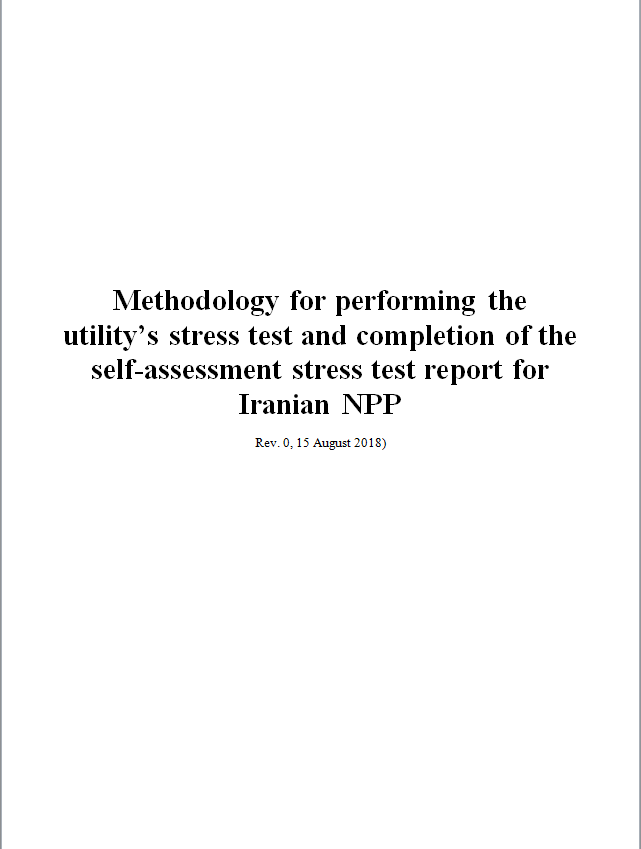 Methodology for performing the
utility’s stress test and completion of the
self-assessment stress test report for
Iranian NPP
Rev. 0, 15 August 2018)